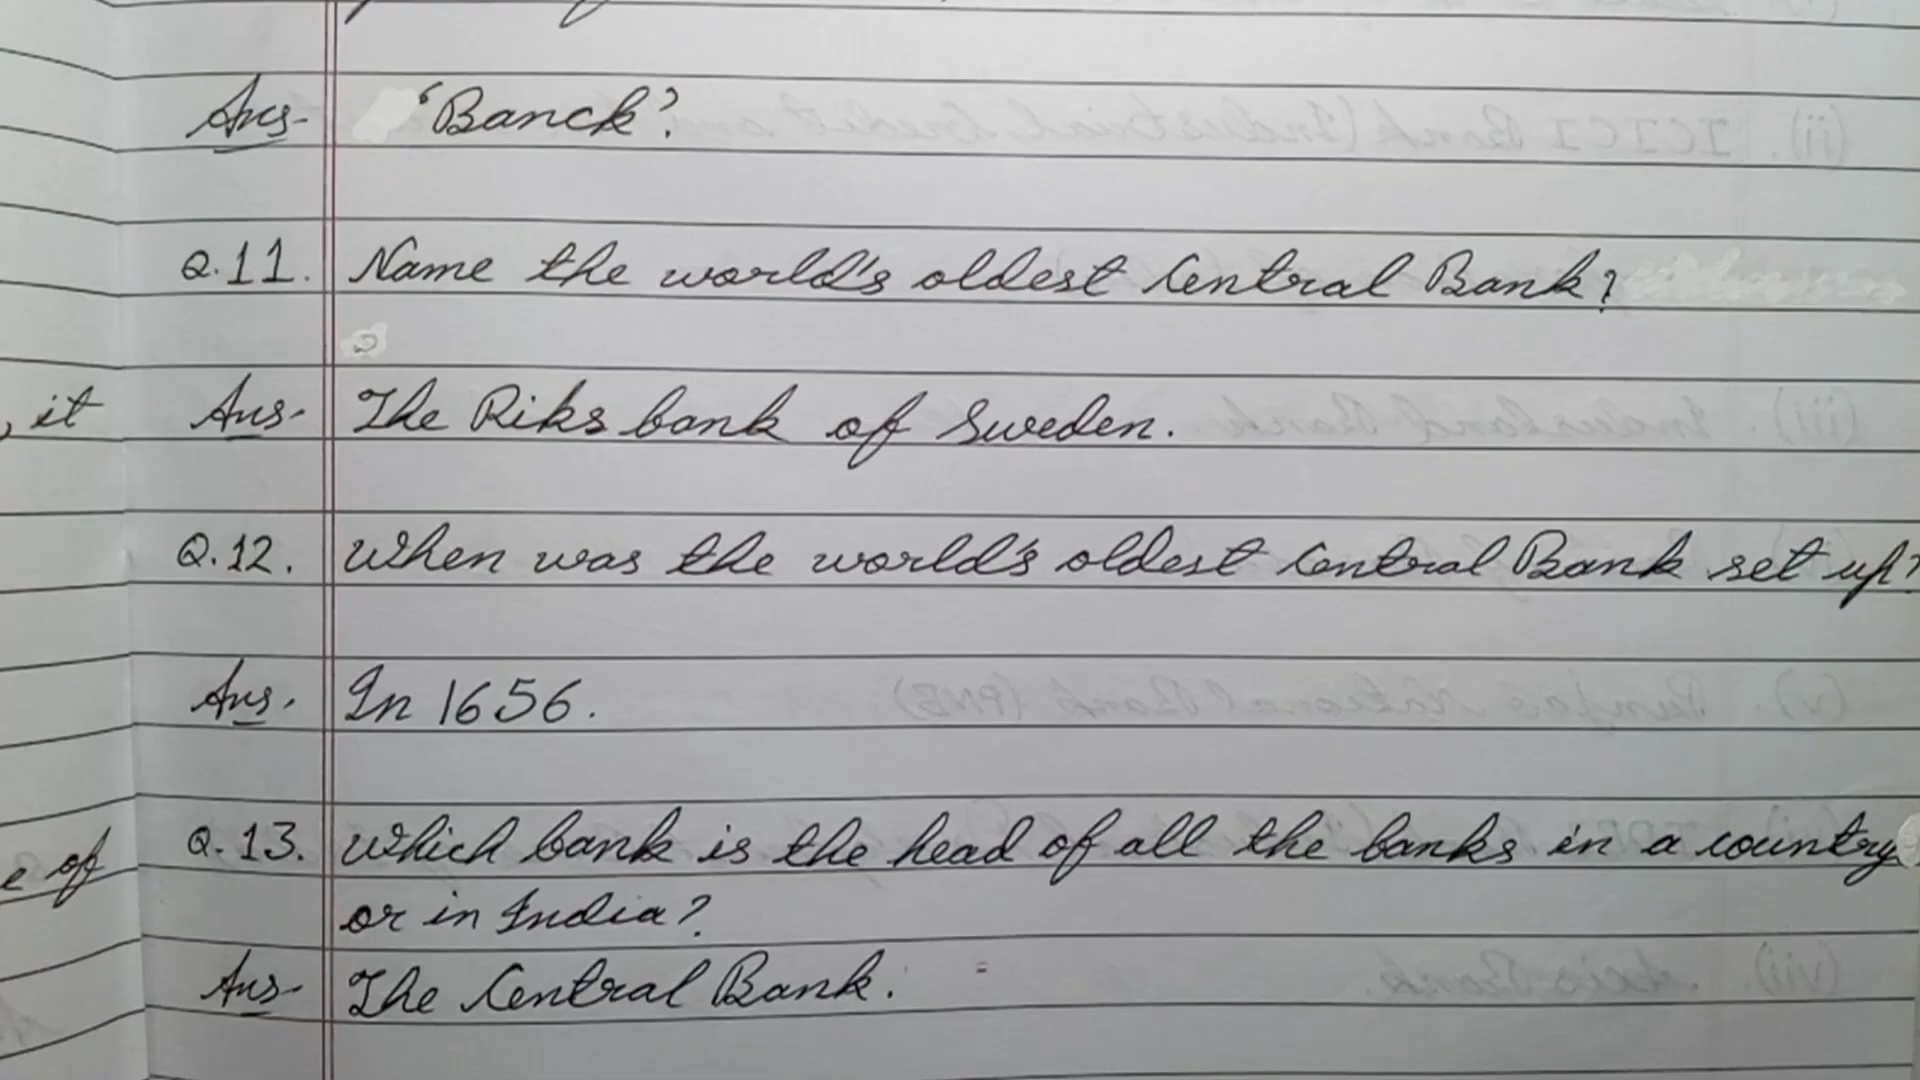 Ans- 'Banck'?
Q.11. Name the world's oldest Central Bank?
, it Ans- The Riks bank of Sweden.
Q.12. When was the world's oldest Central Bank set up?
Ans. In 1656.
e of Q.13. Which bank is the head of all the banks in a country
or in India?
Ans- The Central Bank.